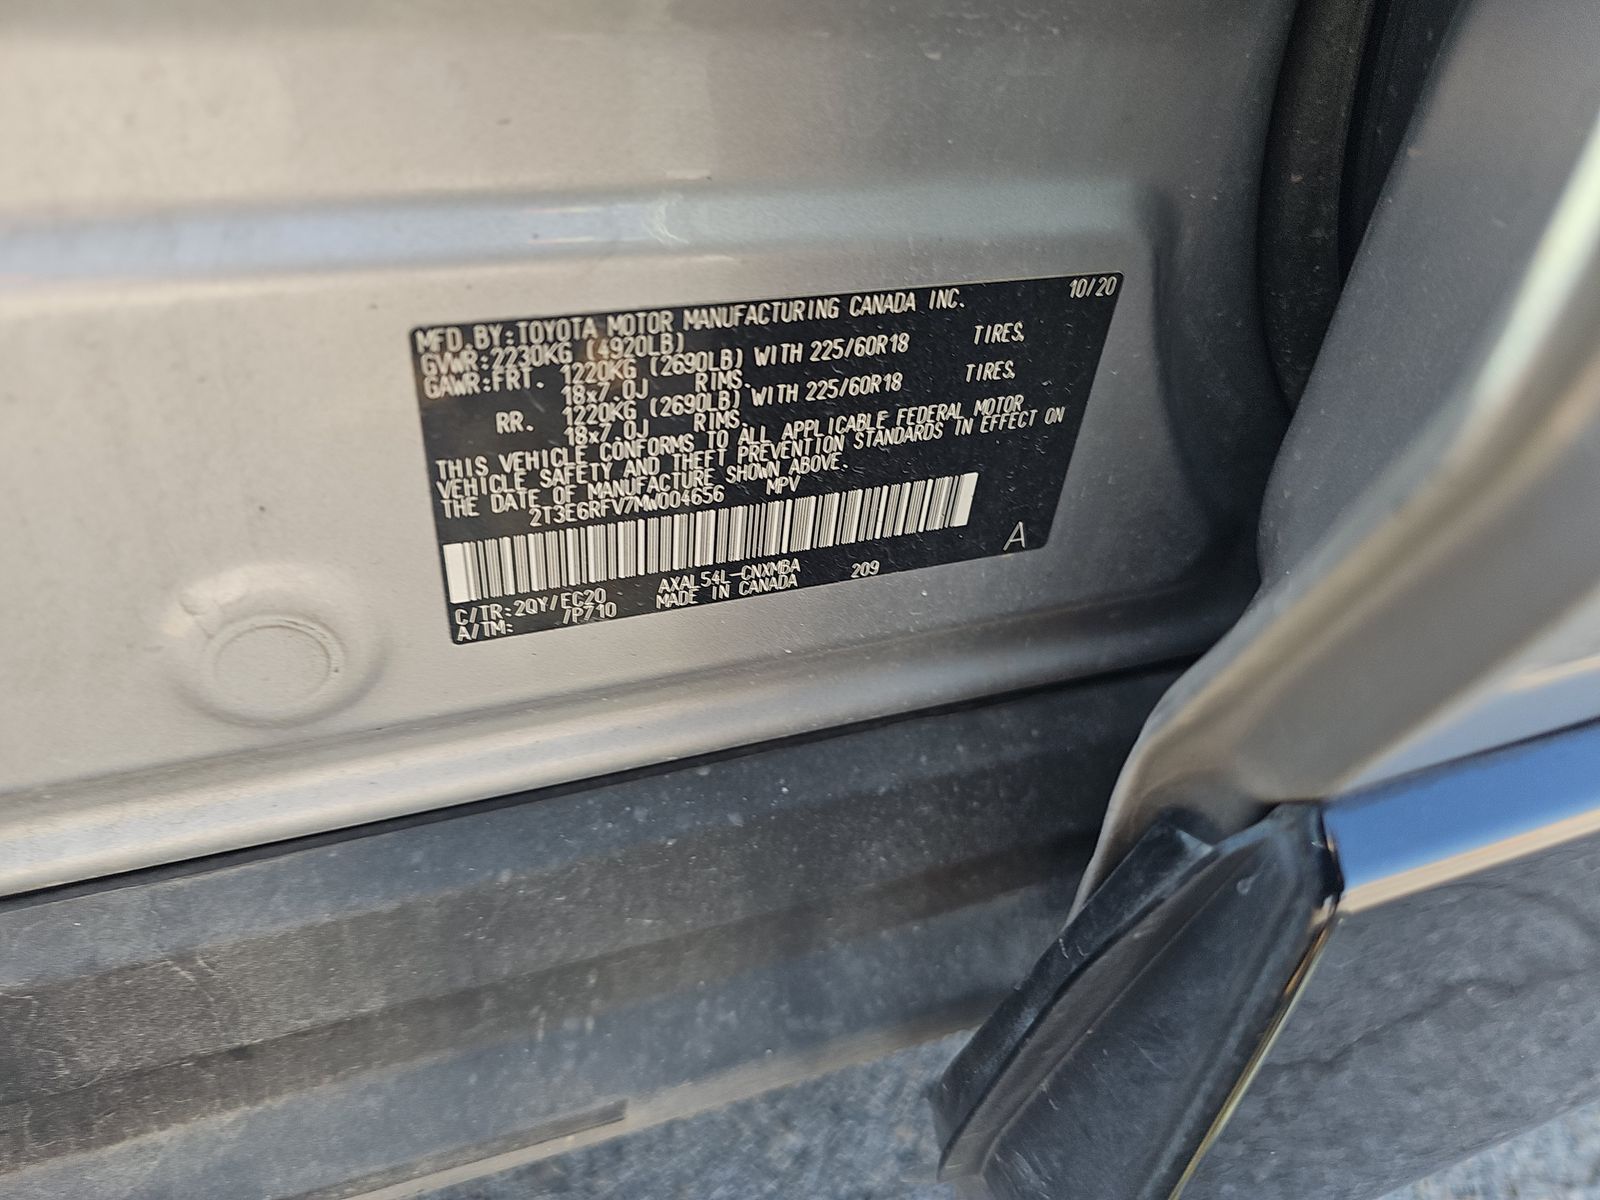 MFD. BY: TOYOTA MOTOR MANUFACTURING CANADA INC. 10/20
GVWR: 2230KG (4920LB)
GAWR: FRT. 1220KG (2690LB) WITH 225/60R18 TIRES,
18x7.0J RIMS.
RR. 1220KG (2690LB) WITH 225/60R18 TIRES,
18x7.0J RIMS.
THIS VEHICLE CONFORMS TO ALL APPLICABLE FEDERAL MOTOR
VEHICLE SAFETY AND THEFT PREVENTION STANDARDS IN EFFECT ON
THE DATE OF MANUFACTURE SHOWN ABOVE.
2T3E6RFV7MW004656 MPV
A
C/TR: 2QY/EC20 AXAL54L-CNXMBA 209
A/TM: /P710 MADE IN CANADA